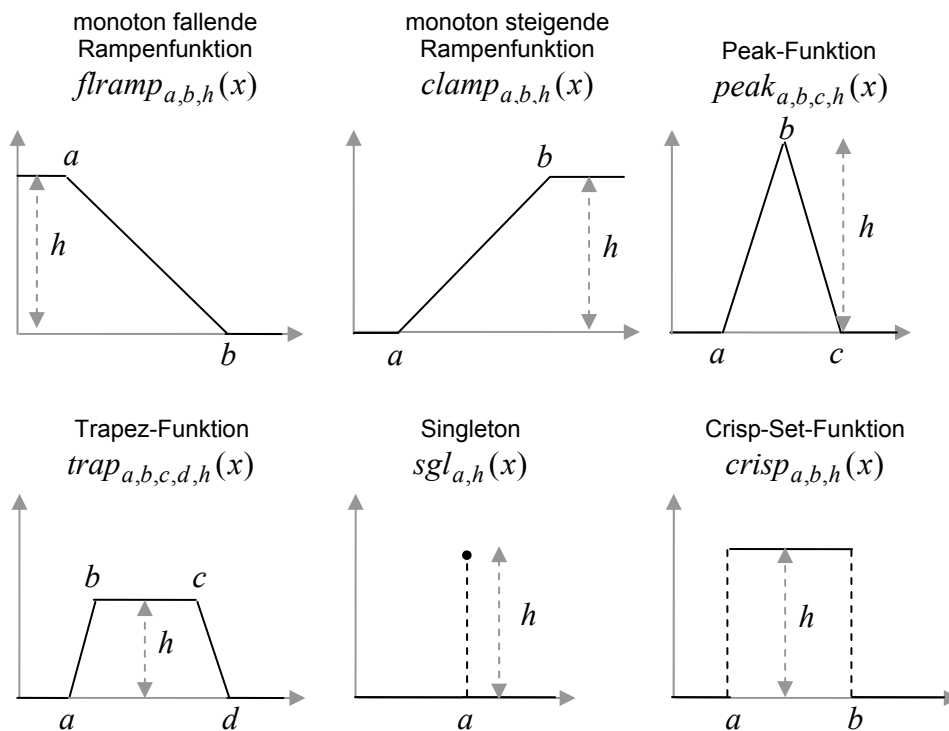 monoton fallende
Rampenfunktion
flramp_{a,b,h}(x)
a
h
b
monoton steigende
Rampenfunktion
clamp_{a,b,h}(x)
b
h
a
Peak-Funktion
peak_{a,b,c,h}(x)
b
h
a c
Trapez-Funktion
trap_{a,b,c,d,h}(x)
b c
h
a d
Singleton
sgl_{a,h}(x)
h
a
Crisp-Set-Funktion
crisp_{a,b,h}(x)
h
a b